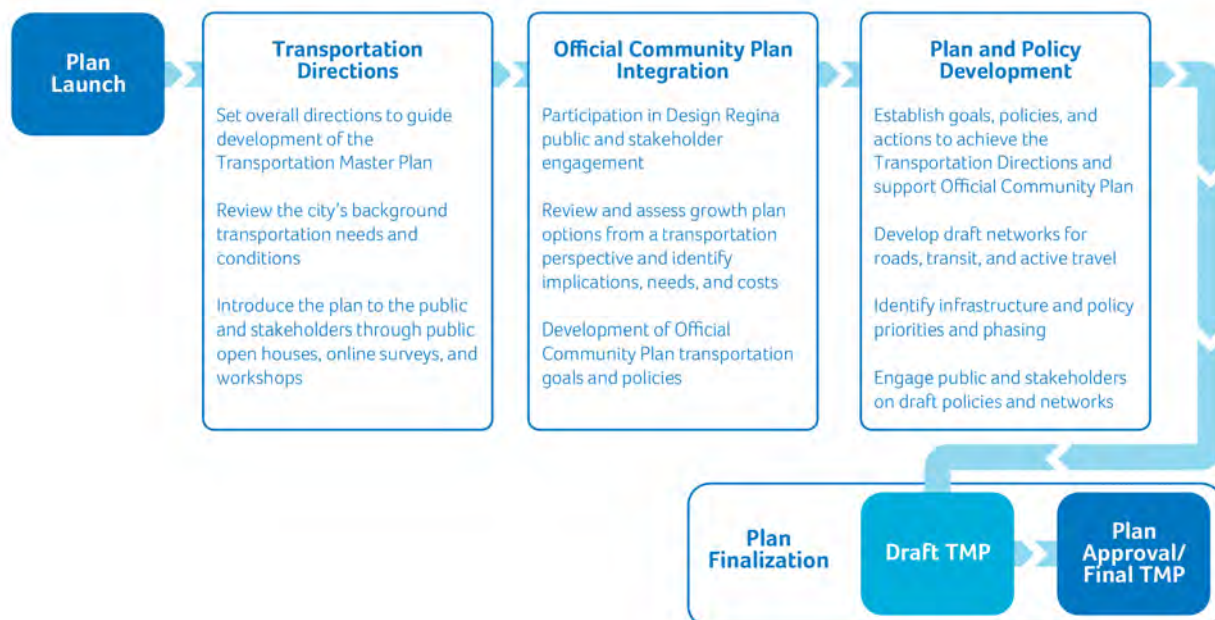 Plan
Launch
Transportation
Directions
Set overall directions to guide
development of the
Transportation Master Plan
Review the city's background
transportation needs and
conditions
Introduce the plan to the public
and stakeholders through public
open houses, online surveys, and
workshops
Official Community Plan
Integration
Participation in Design Regina
public and stakeholder
engagement
Review and assess growth plan
options from a transportation
perspective and identify
implications, needs, and costs
Development of Official
Community Plan transportation
goals and policies
Plan and Policy
Development
Establish goals, policies, and
actions to achieve the
Transportation Directions and
support Official Community Plan
Develop draft networks for
roads, transit, and active travel
Identify infrastructure and policy
priorities and phasing
Engage public and stakeholders
on draft policies and networks
Plan
Finalization
Draft TMP
Plan
Approval/
Final TMP